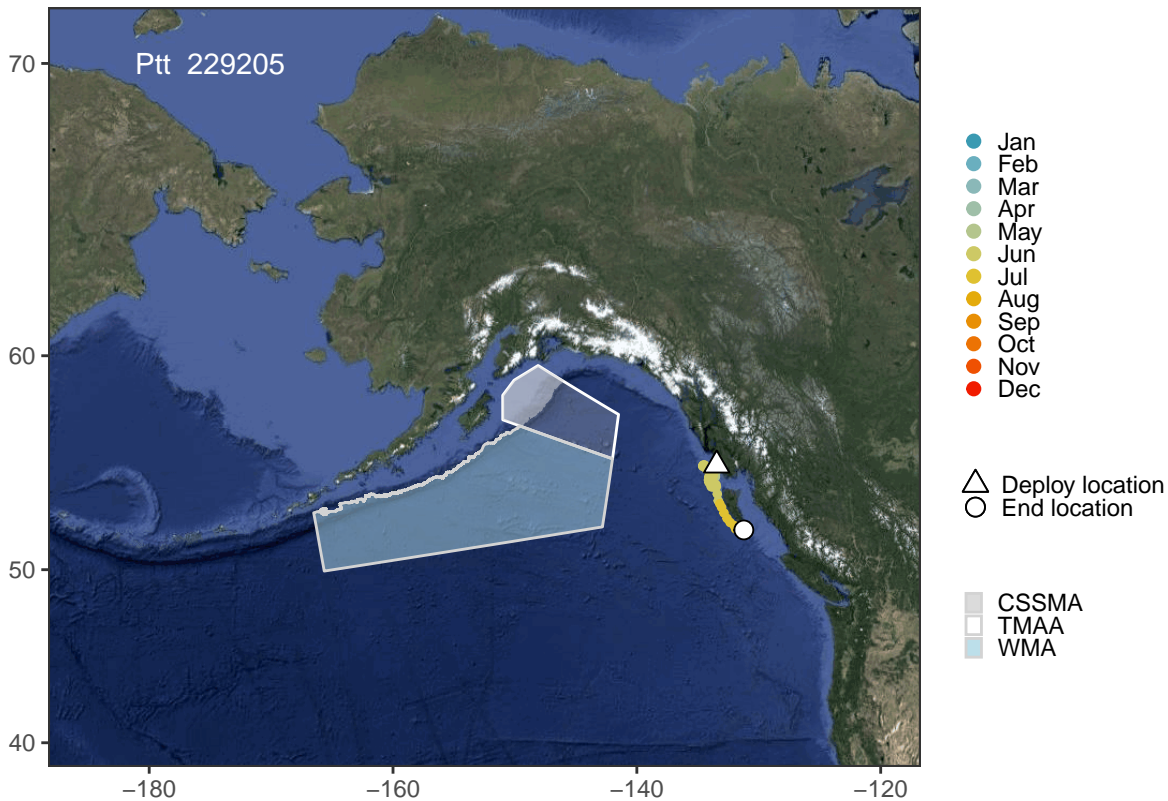 Ptt 229205
70
60
50
40
−180
−160
−140
−120
Jan
Feb
Mar
Apr
May
Jun
Jul
Aug
Sep
Oct
Nov
Dec
Deploy location
End location
CSSMA
TMAA
WMA